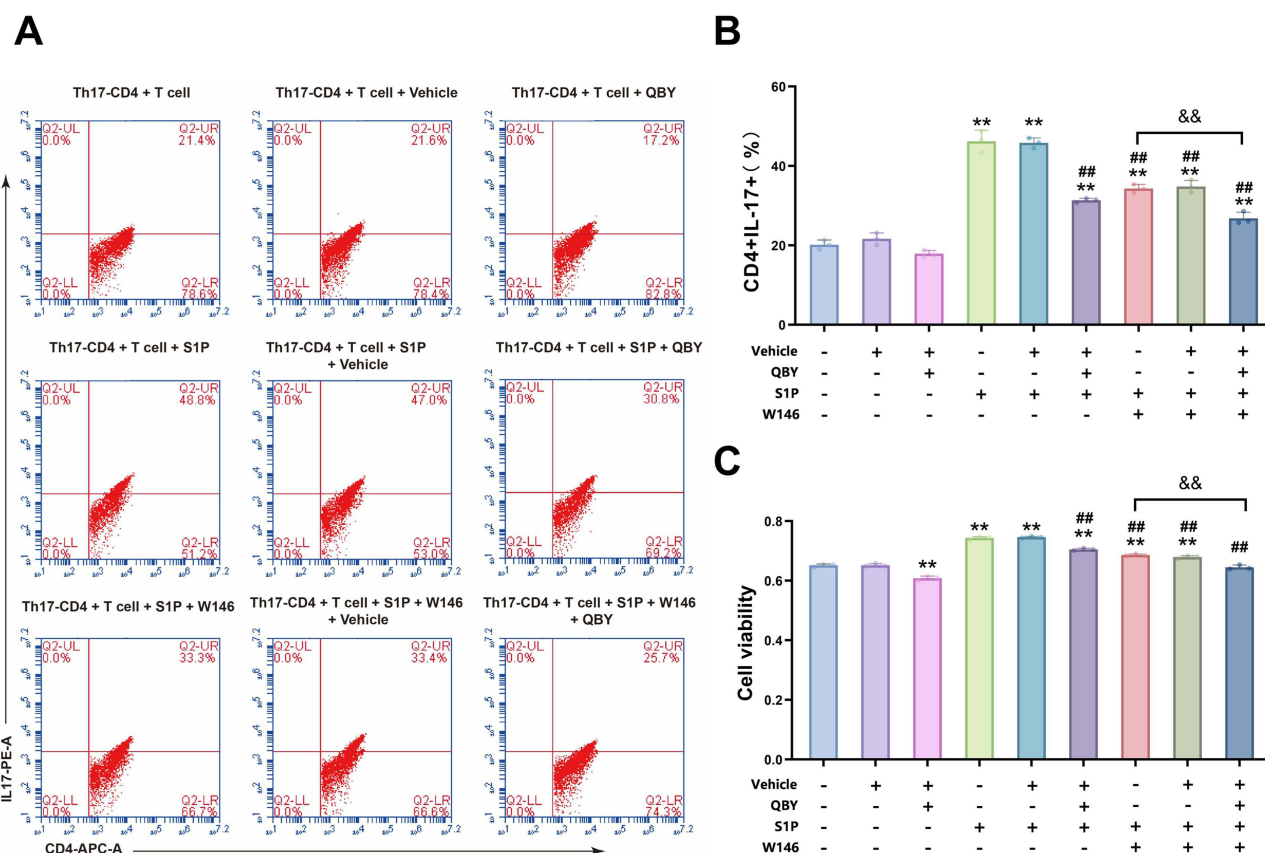 A
Th17-CD4 + T cell
Th17-CD4 + T cell + Vehicle
Th17-CD4 + T cell + QBY
Q2-UL
0.0%
Q2-UR
21.4%
Q2-LL
0.0%
Q2-LR
78.6%
Q2-UL
0.0%
Q2-UR
21.6%
Q2-LL
0.0%
Q2-LR
78.4%
Q2-UL
0.0%
Q2-UR
17.2%
Q2-LL
0.0%
Q2-LR
82.8%
Th17-CD4 + T cell + S1P
Th17-CD4 + T cell + S1P
+ Vehicle
Th17-CD4 + T cell + S1P + QBY
Q2-UL
0.0%
Q2-UR
48.8%
Q2-LL
0.0%
Q2-LR
51.2%
Q2-UL
0.0%
Q2-UR
47.0%
Q2-LL
0.0%
Q2-LR
53.0%
Q2-UL
0.0%
Q2-UR
30.8%
Q2-LL
0.0%
Q2-LR
69.2%
Th17-CD4 + T cell + S1P + W146
Th17-CD4 + T cell + S1P + W146
+ Vehicle
Th17-CD4 + T cell + S1P + W146
+ QBY
Q2-UL
0.0%
Q2-UR
33.3%
Q2-LL
0.0%
Q2-LR
66.7%
Q2-UL
0.0%
Q2-UR
33.4%
Q2-LL
0.0%
Q2-LR
66.6%
Q2-UL
0.0%
Q2-UR
25.7%
Q2-LL
0.0%
Q2-LR
74.3%
IL17-PE-A
CD4-APC-A
B
CD4+IL-17+( %)
60
40
20
0
** ** ## ** ## ** ## ** ## **
&&
Vehicle - + + - + + - + +
QBY - - + - - + - - +
S1P - - - + + + + + +
W146 - - - - - - + + +
C
Cell viability
0.8
0.6
0.4
0.2
0.0
** ** ** ## ** ## ** ## ** ##
&&
Vehicle - + + - + + - + +
QBY - - + - - + - - +
S1P - - - + + + + + +
W146 - - - - - - + + +